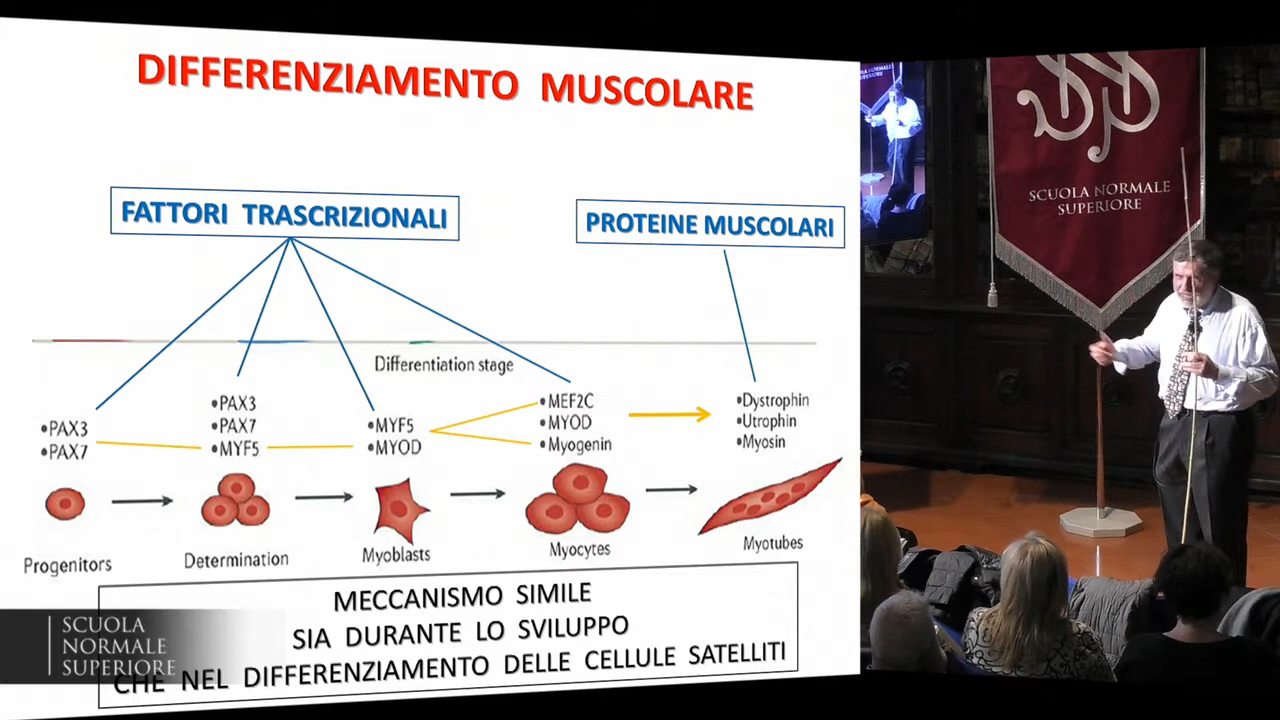 DIFFERENZIAMENTO MUSCOLARE
FATTORI TRASCRIZIONALI
PROTEINE MUSCOLARI
Differentiation stage
•PAX3
•PAX7
•PAX3
•PAX7
•MYF5
•MYF5
•MYOD
•MEF2C
•MYOD
•Myogenin
•Dystrophin
•Utrophin
•Myosin
Progenitors
Determination
Myoblasts
Myocytes
Myotubes
MECCANISMO SIMILE
SIA DURANTE LO SVILUPPO
CHE NEL DIFFERENZIAMENTO DELLE CELLULE SATELLITI
SCUOLA
NORMALE
SUPERIORE
SCUOLA NORMALE
SUPERIORE